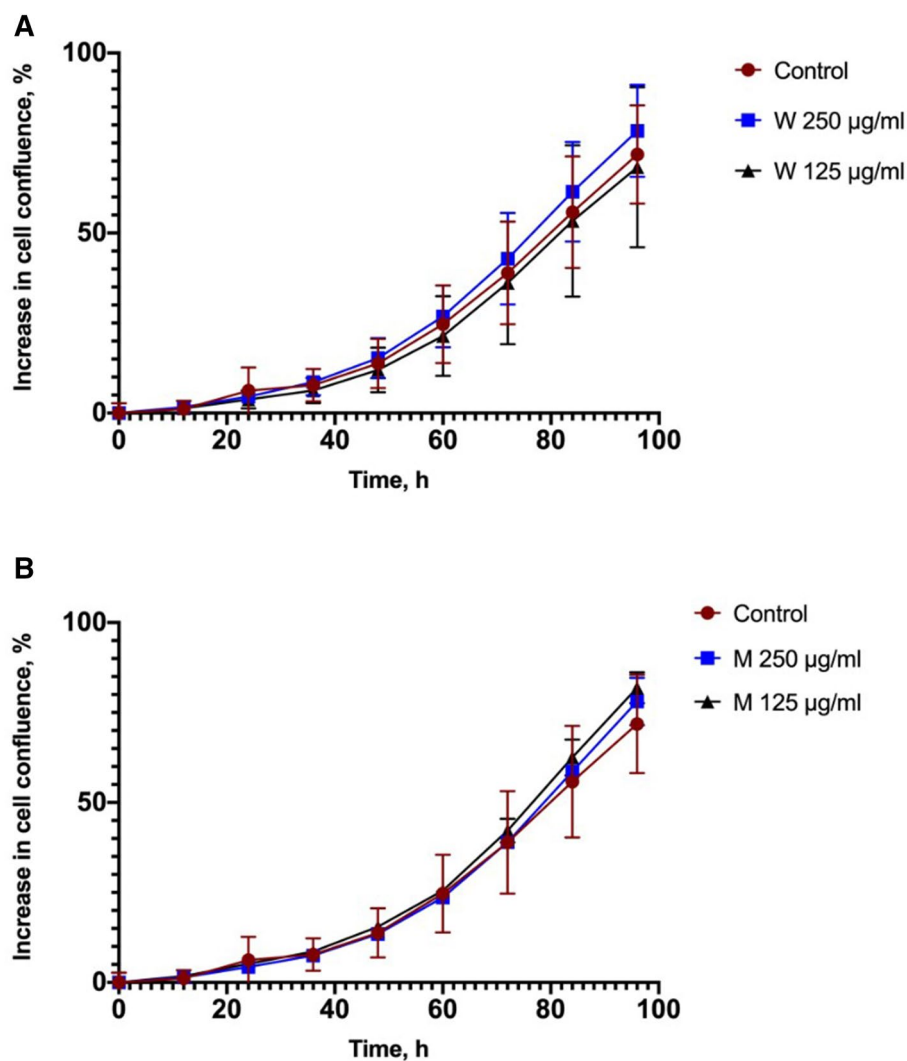 A
Increase in cell confluence, %
100
50
0
0 20 40 60 80 100
Time, h
Control
W 250 µg/ml
W 125 µg/ml
B
Increase in cell confluence, %
100
50
0
0 20 40 60 80 100
Time, h
Control
M 250 µg/ml
M 125 µg/ml